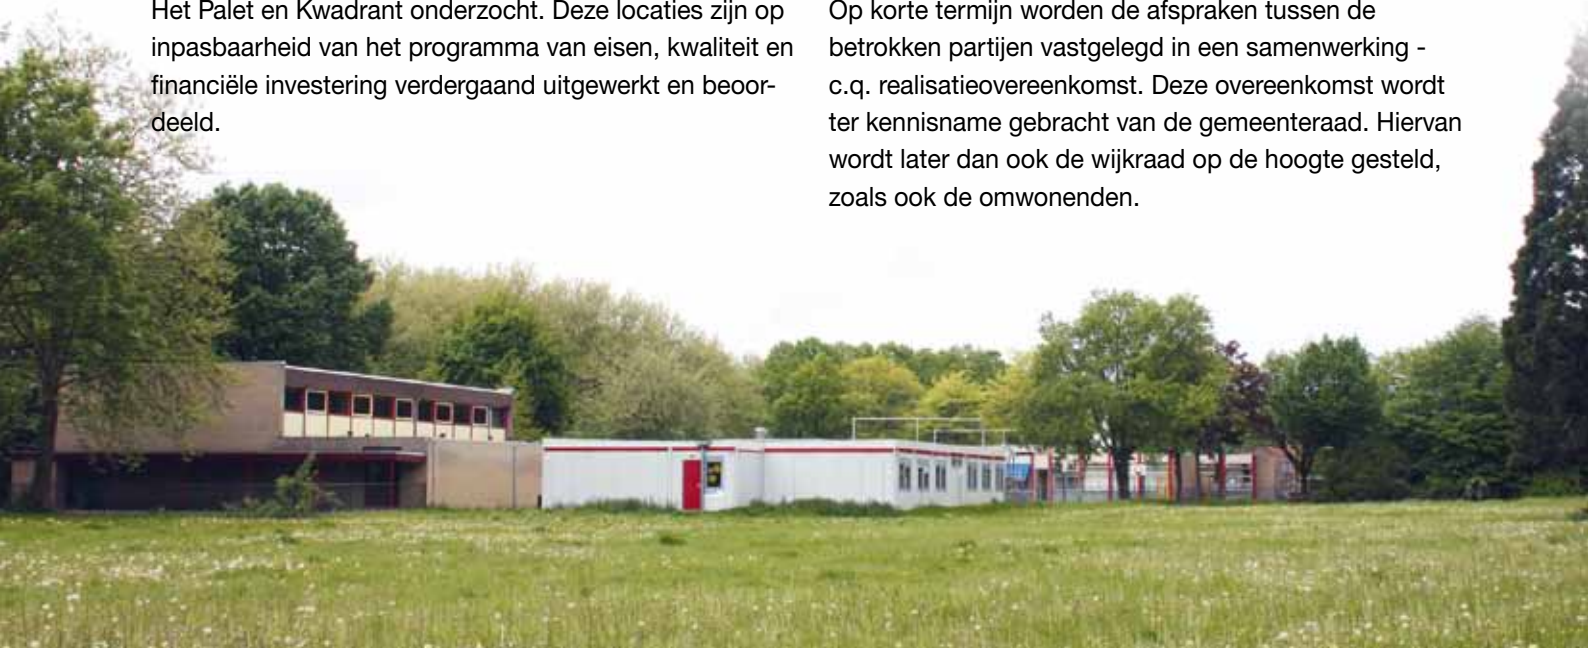 Het Palet en Kwadrant onderzocht. Deze locaties zijn op
inpasbaarheid van het programma van eisen, kwaliteit en
financiële investering verdergaand uitgewerkt en beoor-
deeld.
Op korte termijn worden de afspraken tussen de
betrokken partijen vastgelegd in een samenwerking -
c.q. realisatieovereenkomst. Deze overeenkomst wordt
ter kennisname gebracht van de gemeenteraad. Hiervan
wordt later dan ook de wijkraad op de hoogte gesteld,
zoals ook de omwonenden.